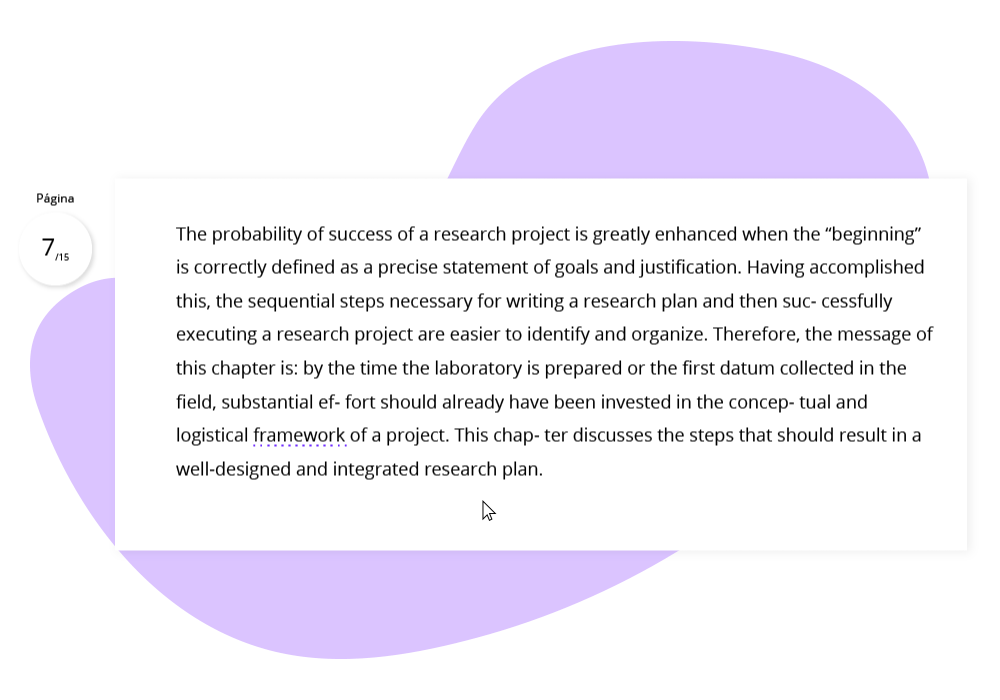 Página
7/15
The probability of success of a research project is greatly enhanced when the “beginning”
is correctly defined as a precise statement of goals and justification. Having accomplished
this, the sequential steps necessary for writing a research plan and then suc- cessfully
executing a research project are easier to identify and organize. Therefore, the message of
this chapter is: by the time the laboratory is prepared or the first datum collected in the
field, substantial ef- fort should already have been invested in the concep- tual and
logistical framework of a project. This chap- ter discusses the steps that should result in a
well-designed and integrated research plan.